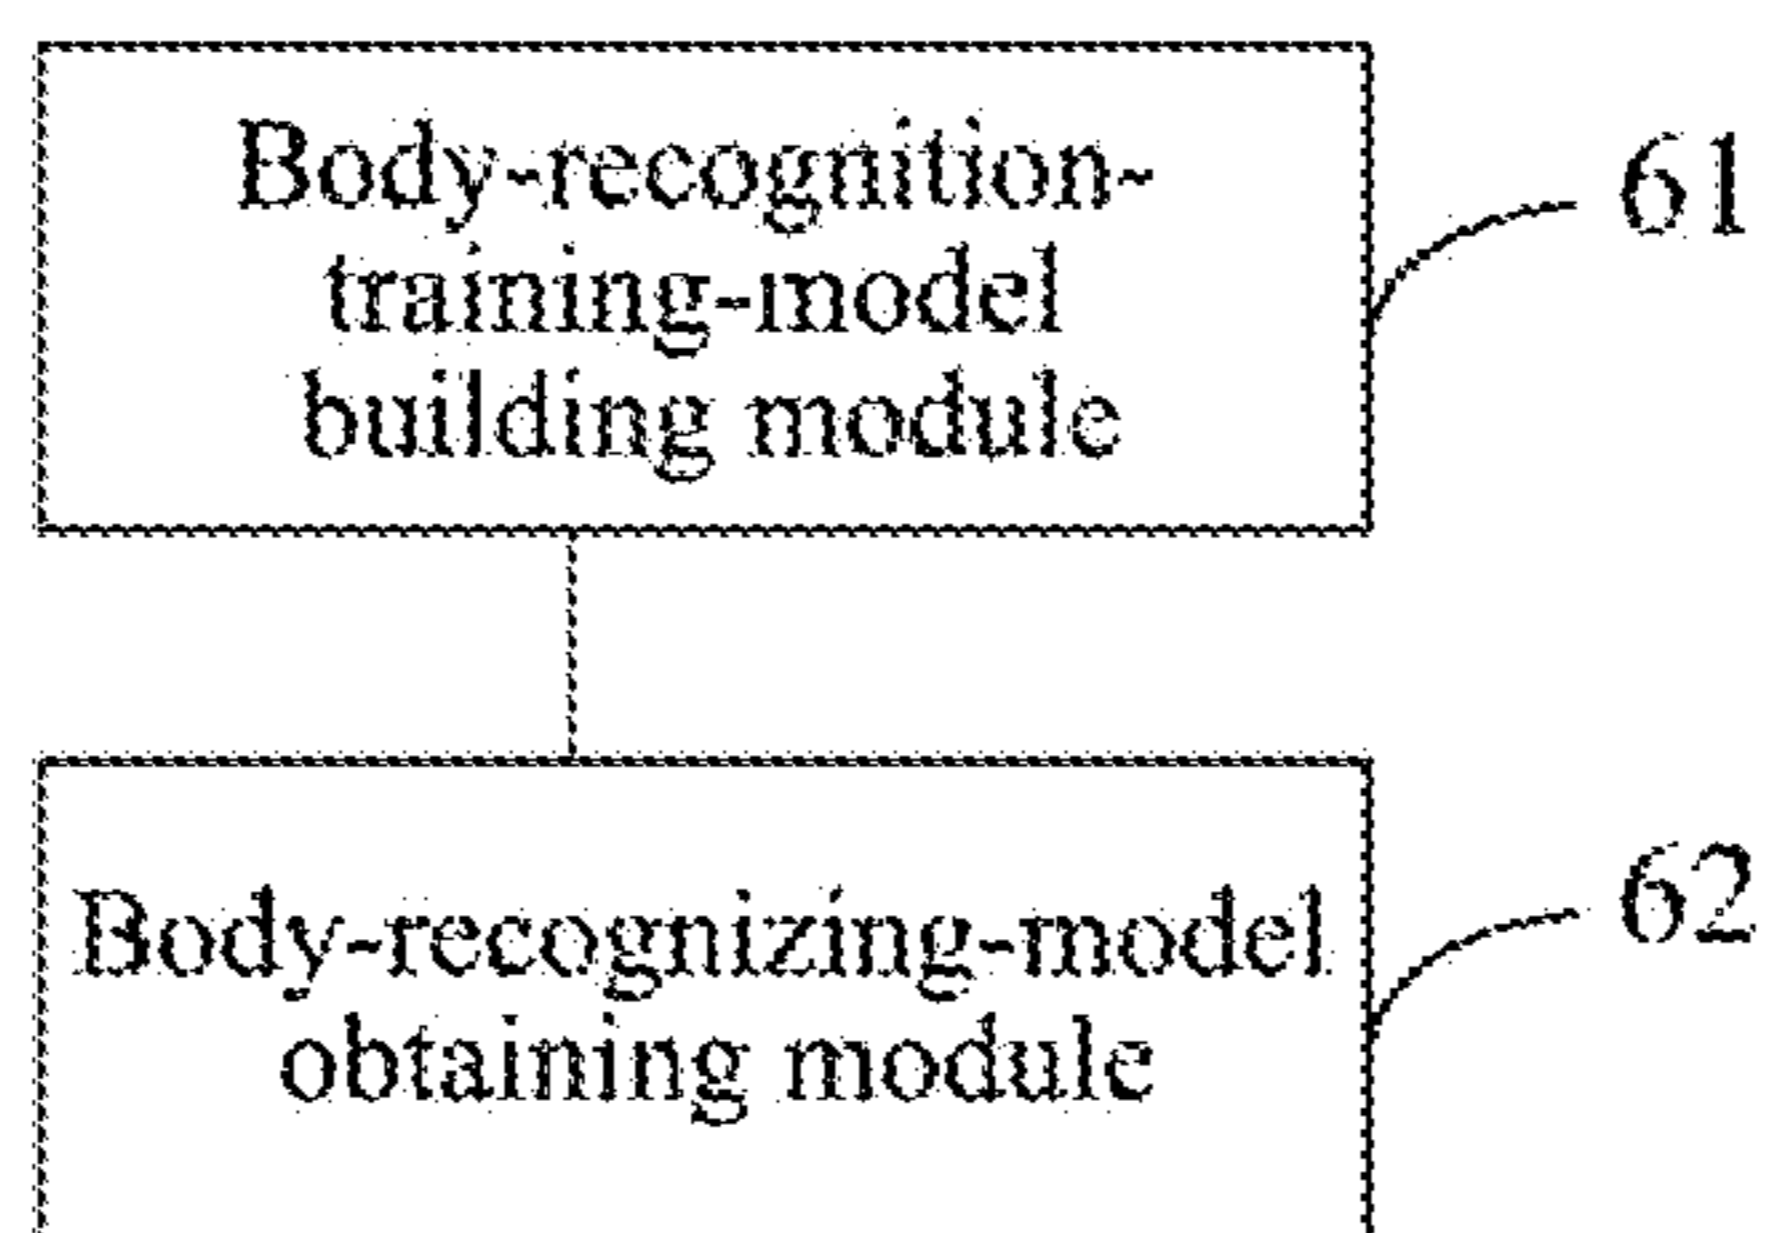 Body-recognition-
training-model
building module
61
Body-recognizing-model
obtaining module
62